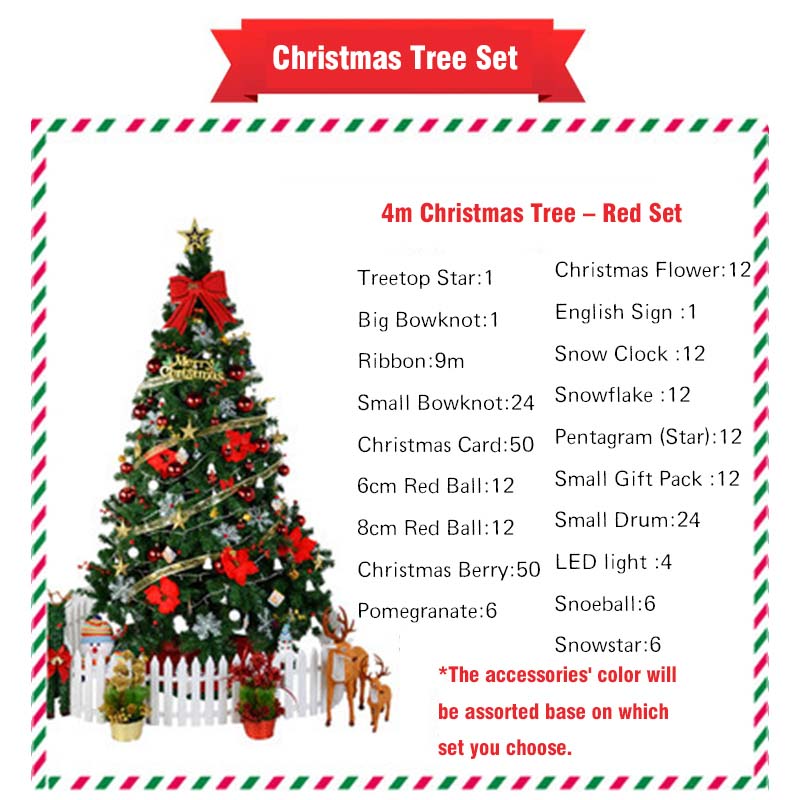 Christmas Tree Set
4m Christmas Tree – Red Set
Treetop Star:1
Big Bowknot:1
Ribbon:9m
Small Bowknot:24
Christmas Card:50
6cm Red Ball:12
8cm Red Ball:12
Christmas Berry:50
Pomegranate:6
Christmas Flower:12
English Sign :1
Snow Clock :12
Snowflake :12
Pentagram (Star):12
Small Gift Pack :12
Small Drum:24
LED light :4
Snoeball:6
Snowstar:6
*The accessories' color will
be assorted base on which
set you choose.
Merry
Christmas